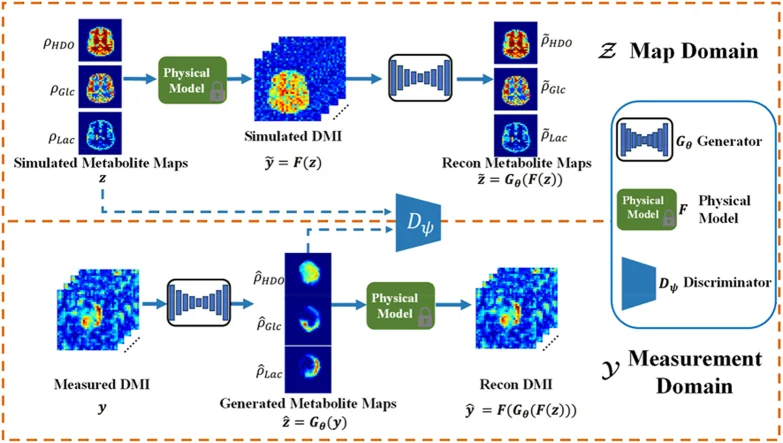 ρHDO
ρGlc
ρLac
Simulated Metabolite Maps
z
Physical
Model
Simulated DMI
ỹ = F(z)
ρ̃HDO
ρ̃Glc
ρ̃Lac
Recon Metabolite Maps
z̃ = Gθ(F(z))
𝒵 Map Domain
Gθ Generator
Physical
Model
F Physical
Model
Dψ Discriminator
Dψ
Measured DMI
y
ρ̂HDO
ρ̂Glc
ρ̂Lac
Generated Metabolite Maps
ẑ = Gθ(y)
Physical
Model
Recon DMI
ŷ = F(Gθ(F(z)))
𝒴 Measurement
Domain